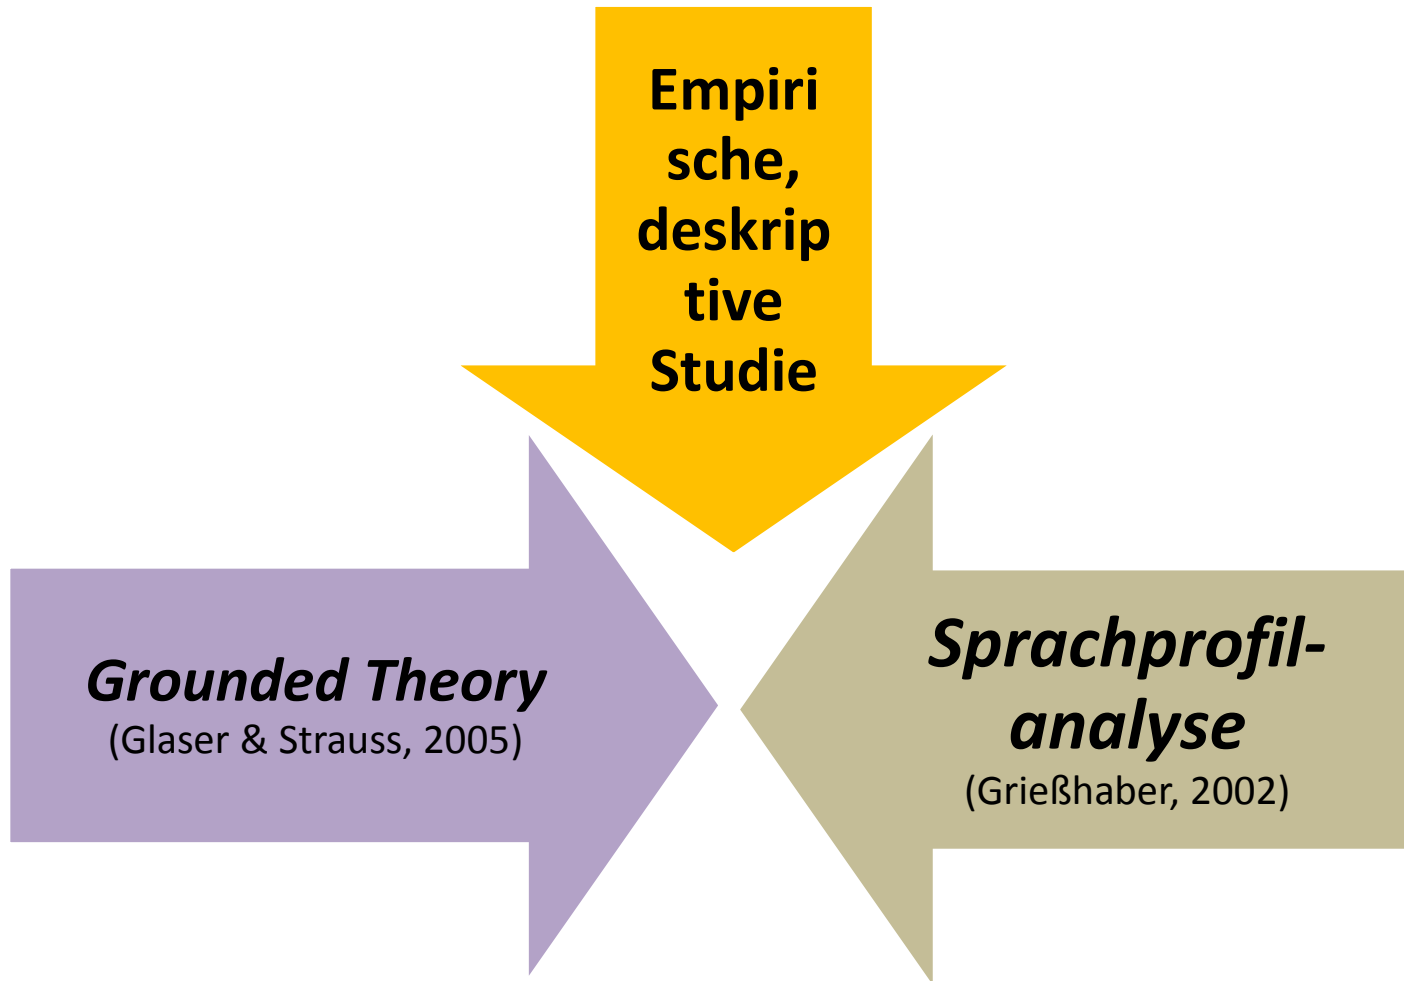 Empiri
sche,
deskrip
tive
Studie
Grounded Theory
(Glaser & Strauss, 2005)
Sprachprofil-
analyse
(Grießhaber, 2002)